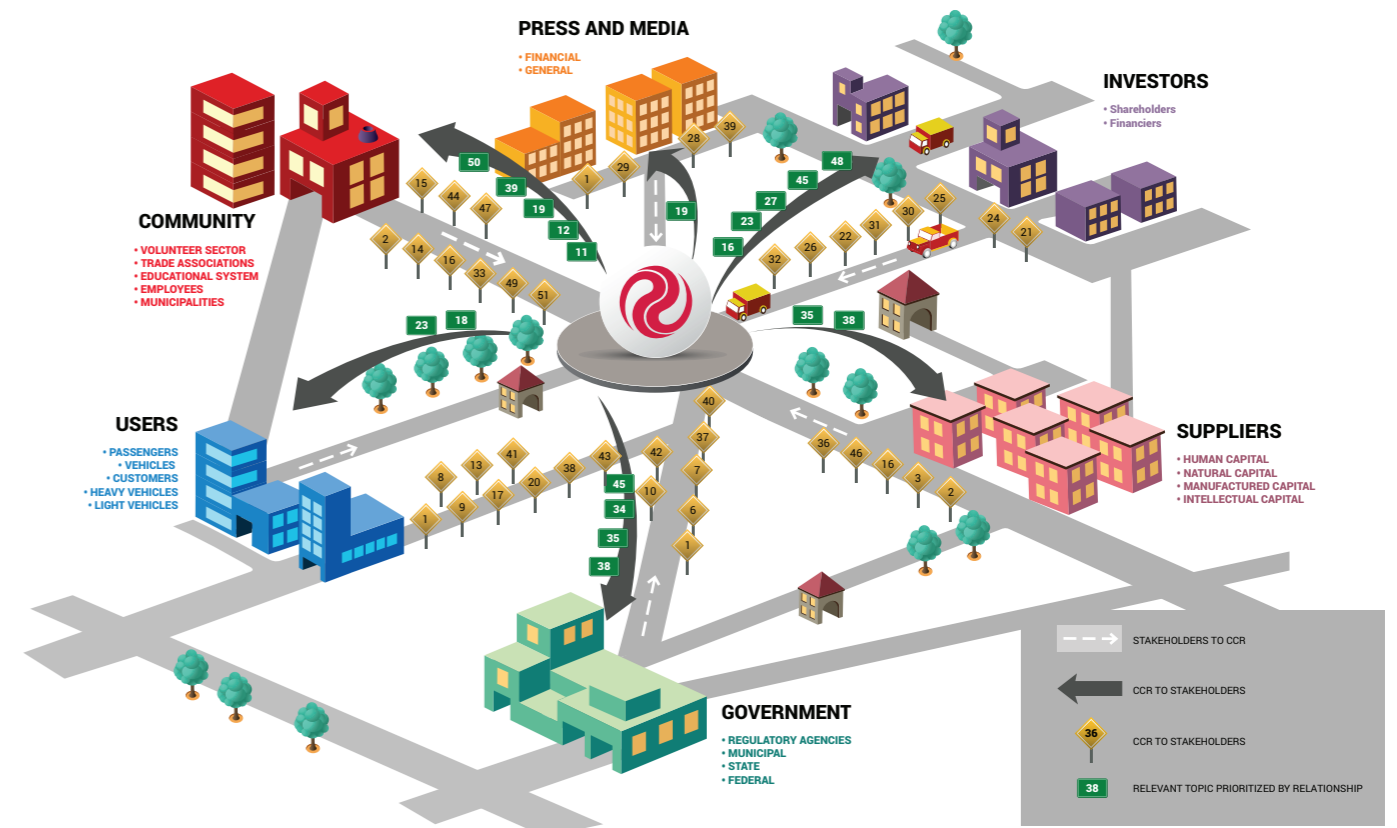 PRESS AND MEDIA
• FINANCIAL
• GENERAL
INVESTORS
• Shareholders
• Financiers
COMMUNITY
• VOLUNTEER SECTOR
• TRADE ASSOCIATIONS
• EDUCATIONAL SYSTEM
• EMPLOYEES
• MUNICIPALITIES
50
39
19
12
11
15
44
47
2
14
16
33
49
51
1
29
28
39
19
48
45
27
23
16
25
30
31
22
26
32
24
21
23
18
35
38
USERS
• PASSENGERS
• VEHICLES
• CUSTOMERS
• HEAVY VEHICLES
• LIGHT VEHICLES
8
13
41
1
9
17
20
38
43
42
10
40
37
7
6
1
45
34
35
38
36
46
16
3
2
SUPPLIERS
• HUMAN CAPITAL
• NATURAL CAPITAL
• MANUFACTURED CAPITAL
• INTELLECTUAL CAPITAL
GOVERNMENT
• REGULATORY AGENCIES
• MUNICIPAL
• STATE
• FEDERAL
STAKEHOLDERS TO CCR
CCR TO STAKEHOLDERS
36 CCR TO STAKEHOLDERS
38 RELEVANT TOPIC PRIORITIZED BY RELATIONSHIP